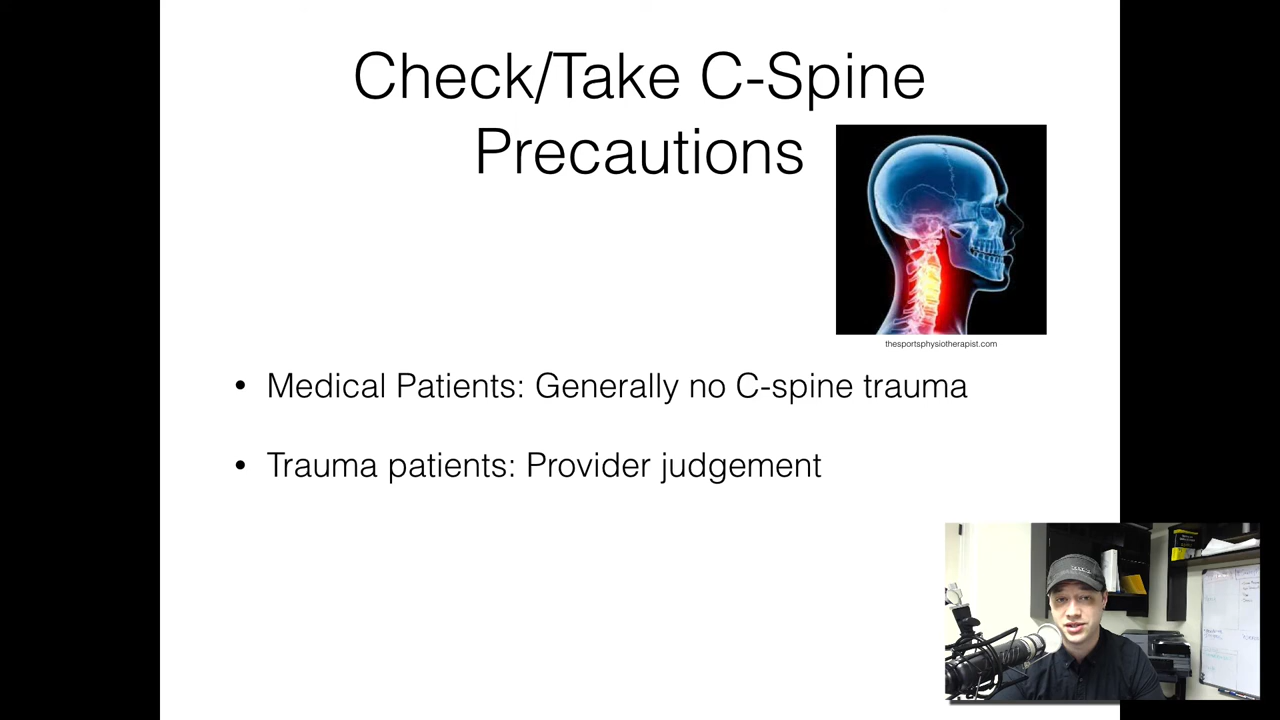 Check/Take C-Spine
Precautions
thesportsphysiotherapist.com
• Medical Patients: Generally no C-spine trauma
• Trauma patients: Provider judgement